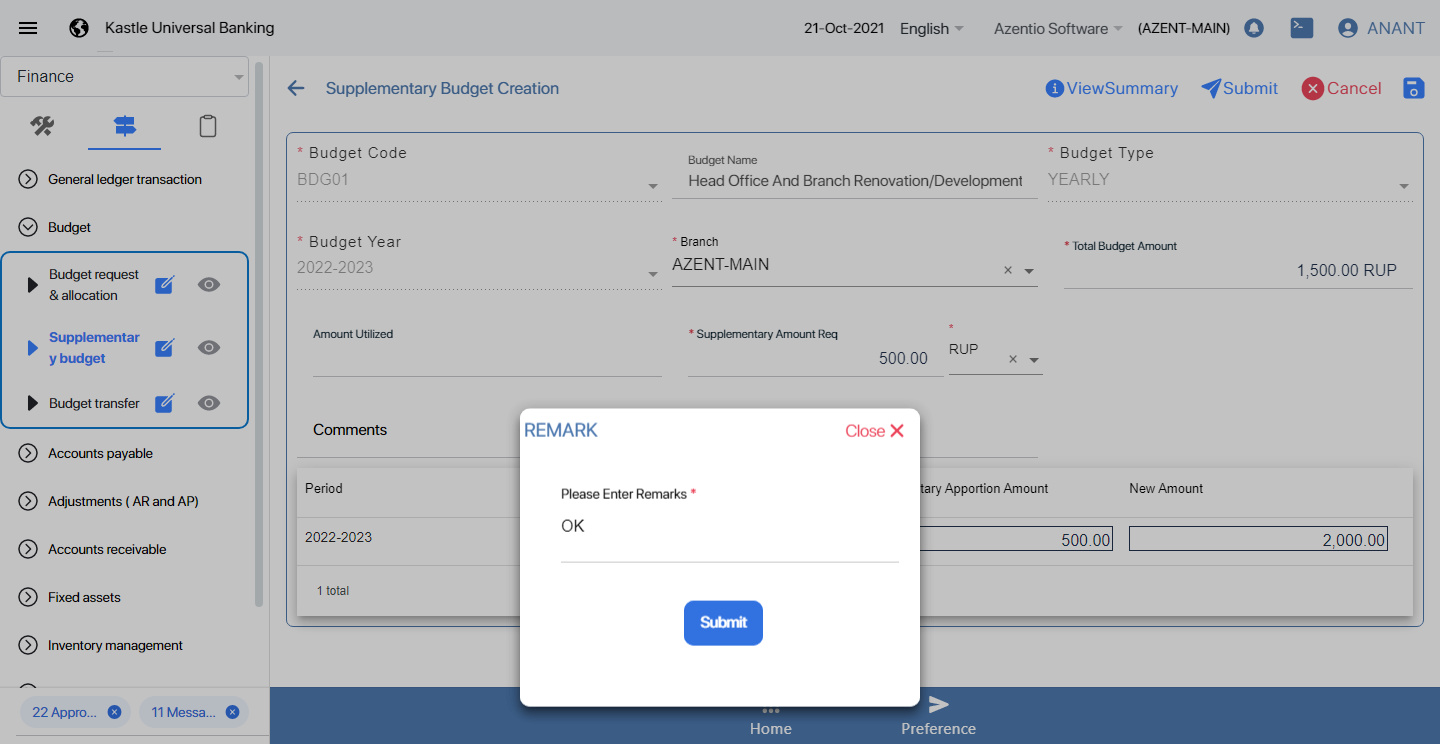 Kastle Universal Banking
21-Oct-2021
English
Azentio Software
(AZENT-MAIN)
ANANT
Finance
Supplementary Budget Creation
ViewSummary
Submit
Cancel
General ledger transaction
Budget
Budget request
& allocation
Supplementar
y budget
Budget transfer
Accounts payable
Adjustments ( AR and AP)
Accounts receivable
Fixed assets
Inventory management
22 Appro...
11 Messa...
* Budget Code
BDG01
Budget Name
Head Office And Branch Renovation/Development
* Budget Type
YEARLY
* Budget Year
2022-2023
* Branch
AZENT-MAIN
* Total Budget Amount
1,500.00 RUP
Amount Utilized
* Supplementary Amount Req
500.00
*
RUP
Comments
Period
tary Apportion Amount
New Amount
2022-2023
500.00
2,000.00
1 total
REMARK
Close
Please Enter Remarks *
OK
Submit
Home
Preference